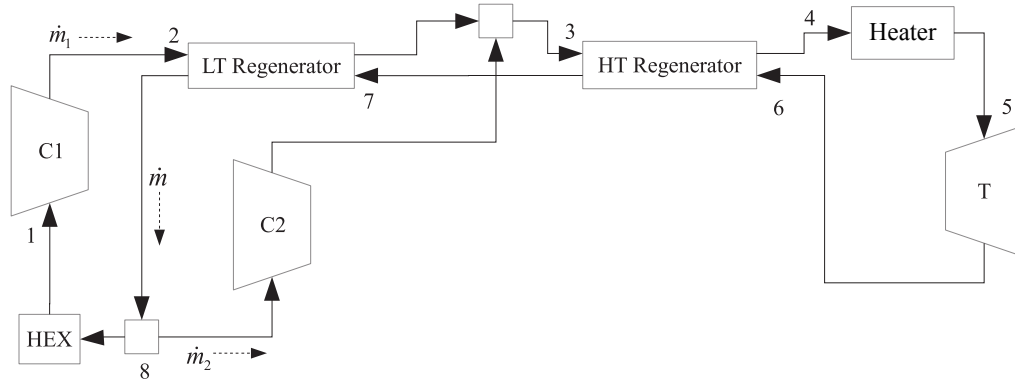 ṁ₁
2
LT Regenerator
3
HT Regenerator
4
Heater
5
7
6
C1
ṁ
C2
T
1
HEX
ṁ₂
8